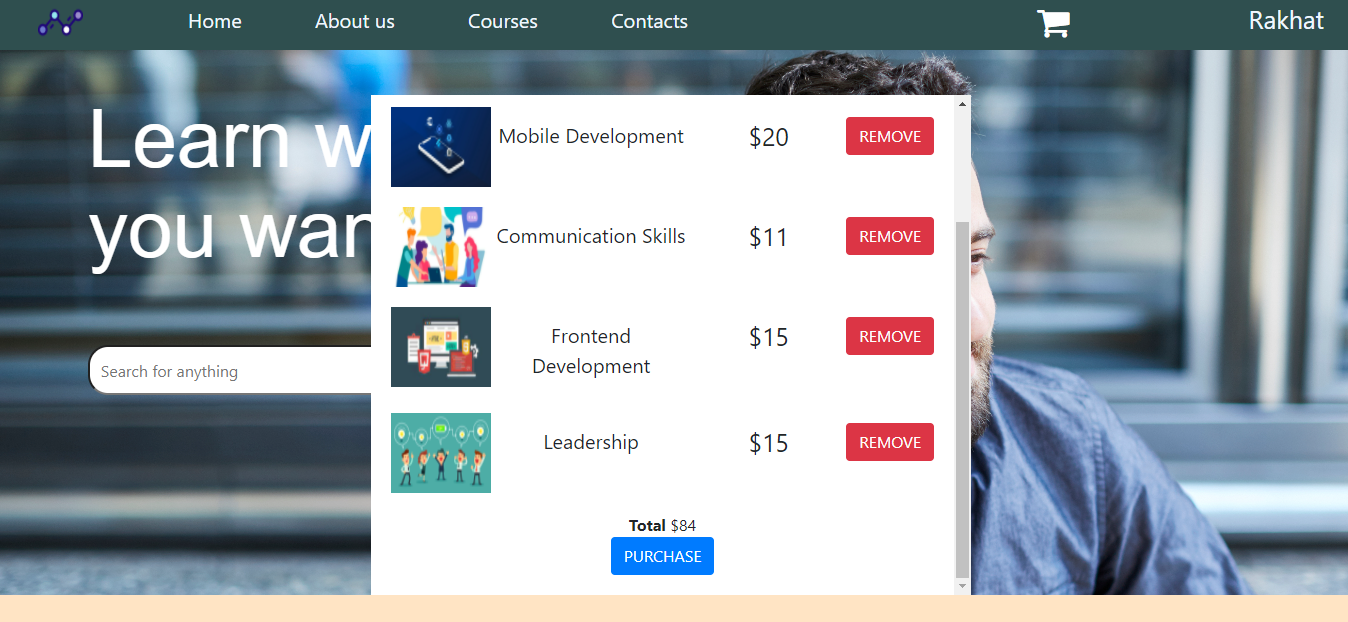 Home About us Courses Contacts Rakhat
Learn w
you wan
Search for anything
Mobile Development $20 REMOVE
Communication Skills $11 REMOVE
Frontend
Development $15 REMOVE
Leadership $15 REMOVE
Total $84
PURCHASE